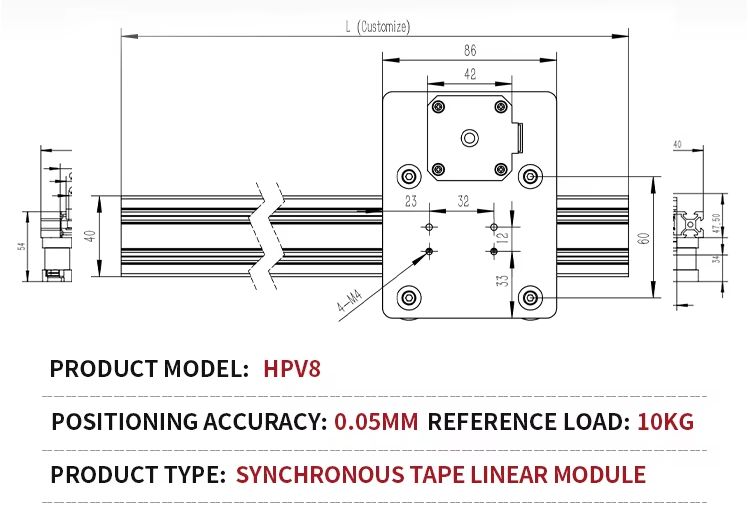 L (Customize)
86
42
40
23
32
47.50
54
40
12
60
34
33
4-M4
PRODUCT MODEL: HPV8
POSITIONING ACCURACY: 0.05MM REFERENCE LOAD: 10KG
PRODUCT TYPE: SYNCHRONOUS TAPE LINEAR MODULE